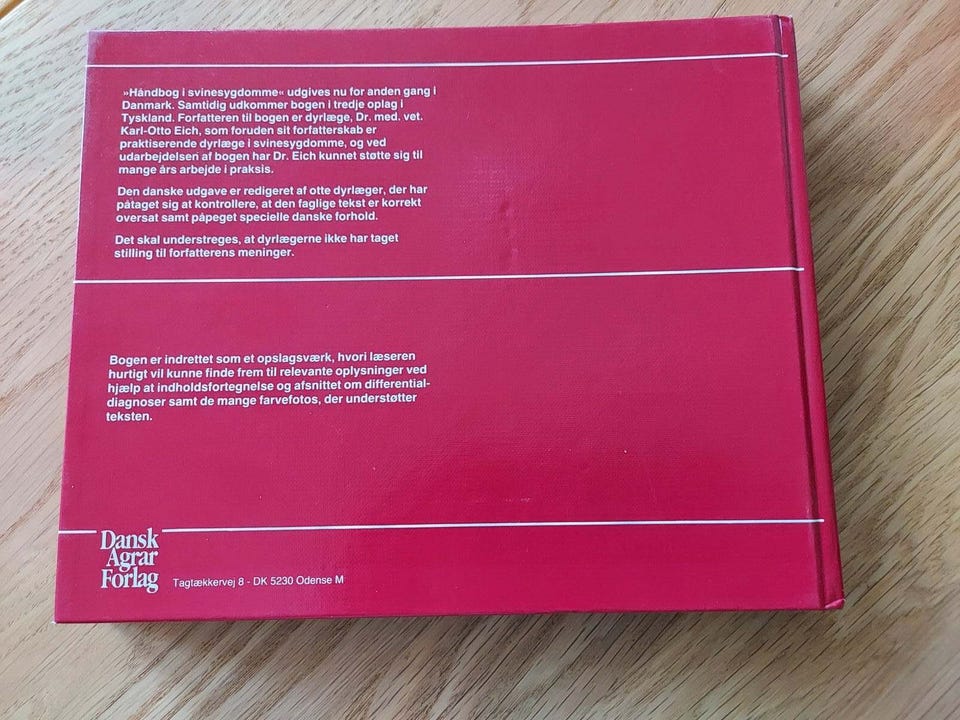 »Håndbog i svinesygdomme« udgives nu for anden gang i
Danmark. Samtidig udkommer bogen i tredje oplag i
Tyskland. Forfatteren til bogen er dyrlæge, Dr. med. vet.
Karl-Otto Eich, som foruden sit forfatterskab er
praktiserende dyrlæge i svinesygdomme, og ved
udarbejdelsen af bogen har Dr. Eich kunnet støtte sig til
mange års arbejde i praksis.
Den danske udgave er redigeret af otte dyrlæger, der har
påtaget sig at kontrollere, at den faglige tekst er korrekt
oversat samt påpeget specielle danske forhold.
Det skal understreges, at dyrlægerne ikke har taget
stilling til forfatterens meninger.
Bogen er indrettet som et opslagsværk, hvori læseren
hurtigt vil kunne finde frem til relevante oplysninger ved
hjælp at indholdsfortegnelse og afsnittet om differential-
diagnoser samt de mange farvefotos, der understøtter
teksten.
Dansk
Agrar
Forlag
Tagtækkervej 8 - DK 5230 Odense M